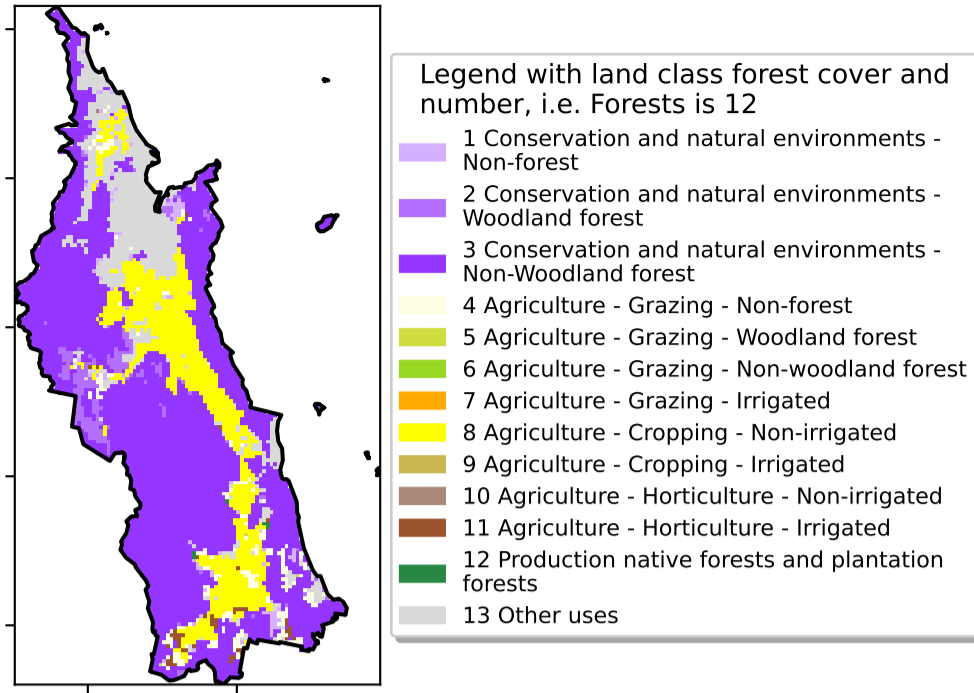 Legend with land class forest cover and
number, i.e. Forests is 12
1 Conservation and natural environments -
Non-forest
2 Conservation and natural environments -
Woodland forest
3 Conservation and natural environments -
Non-Woodland forest
4 Agriculture - Grazing - Non-forest
5 Agriculture - Grazing - Woodland forest
6 Agriculture - Grazing - Non-woodland forest
7 Agriculture - Grazing - Irrigated
8 Agriculture - Cropping - Non-irrigated
9 Agriculture - Cropping - Irrigated
10 Agriculture - Horticulture - Non-irrigated
11 Agriculture - Horticulture - Irrigated
12 Production native forests and plantation
forests
13 Other uses